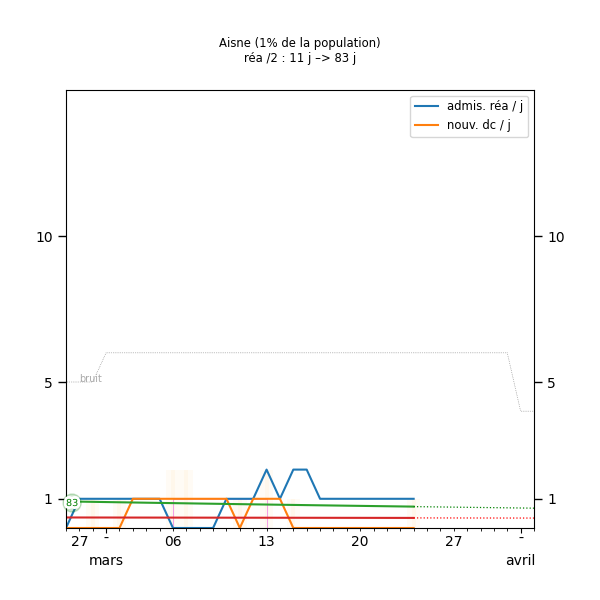 Aisne (1% de la population)
réa /2 : 11 j –> 83 j
admis. réa / j
nouv. dc / j
10 10
bruit
5 5
83
1 1
27 - 06 13 20 27 -
mars avril